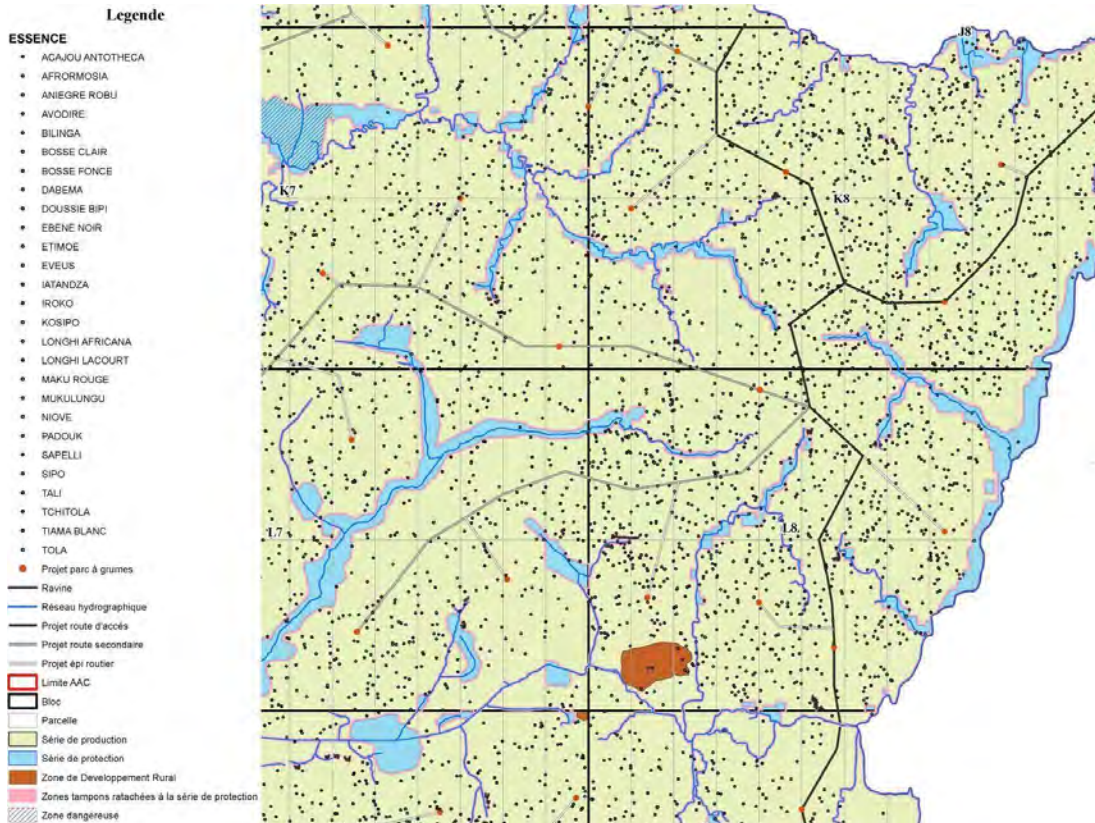 Legende
ESSENCE
ACAJOU ANTOTHECA
AFRORMOSIA
ANIEGRE ROBU
AVODIRE
BILINGA
BOSSE CLAIR
BOSSE FONCE
DABEMA
DOUSSIE BIPI
EBENE NOIR
ETIMOE
EVEUS
IATANDZA
IROKO
KOSIPO
LONGHI AFRICANA
LONGHI LACOURT
MAKU ROUGE
MUKULUNGU
NIOVE
PADOUK
SAPELLI
SIPO
TALI
TCHITOLA
TIAMA BLANC
TOLA
Projet parc à grumes
Ravine
Réseau hydrographique
Projet route d'accés
Projet route secondaire
Projet épi routier
Limite AAC
Bloc
Parcelle
Série de production
Série de protection
Zone de Developpement Rural
Zones tampons ratachées à la série de protection
Zone dangereuse
J8
K7
K8
L7
L8